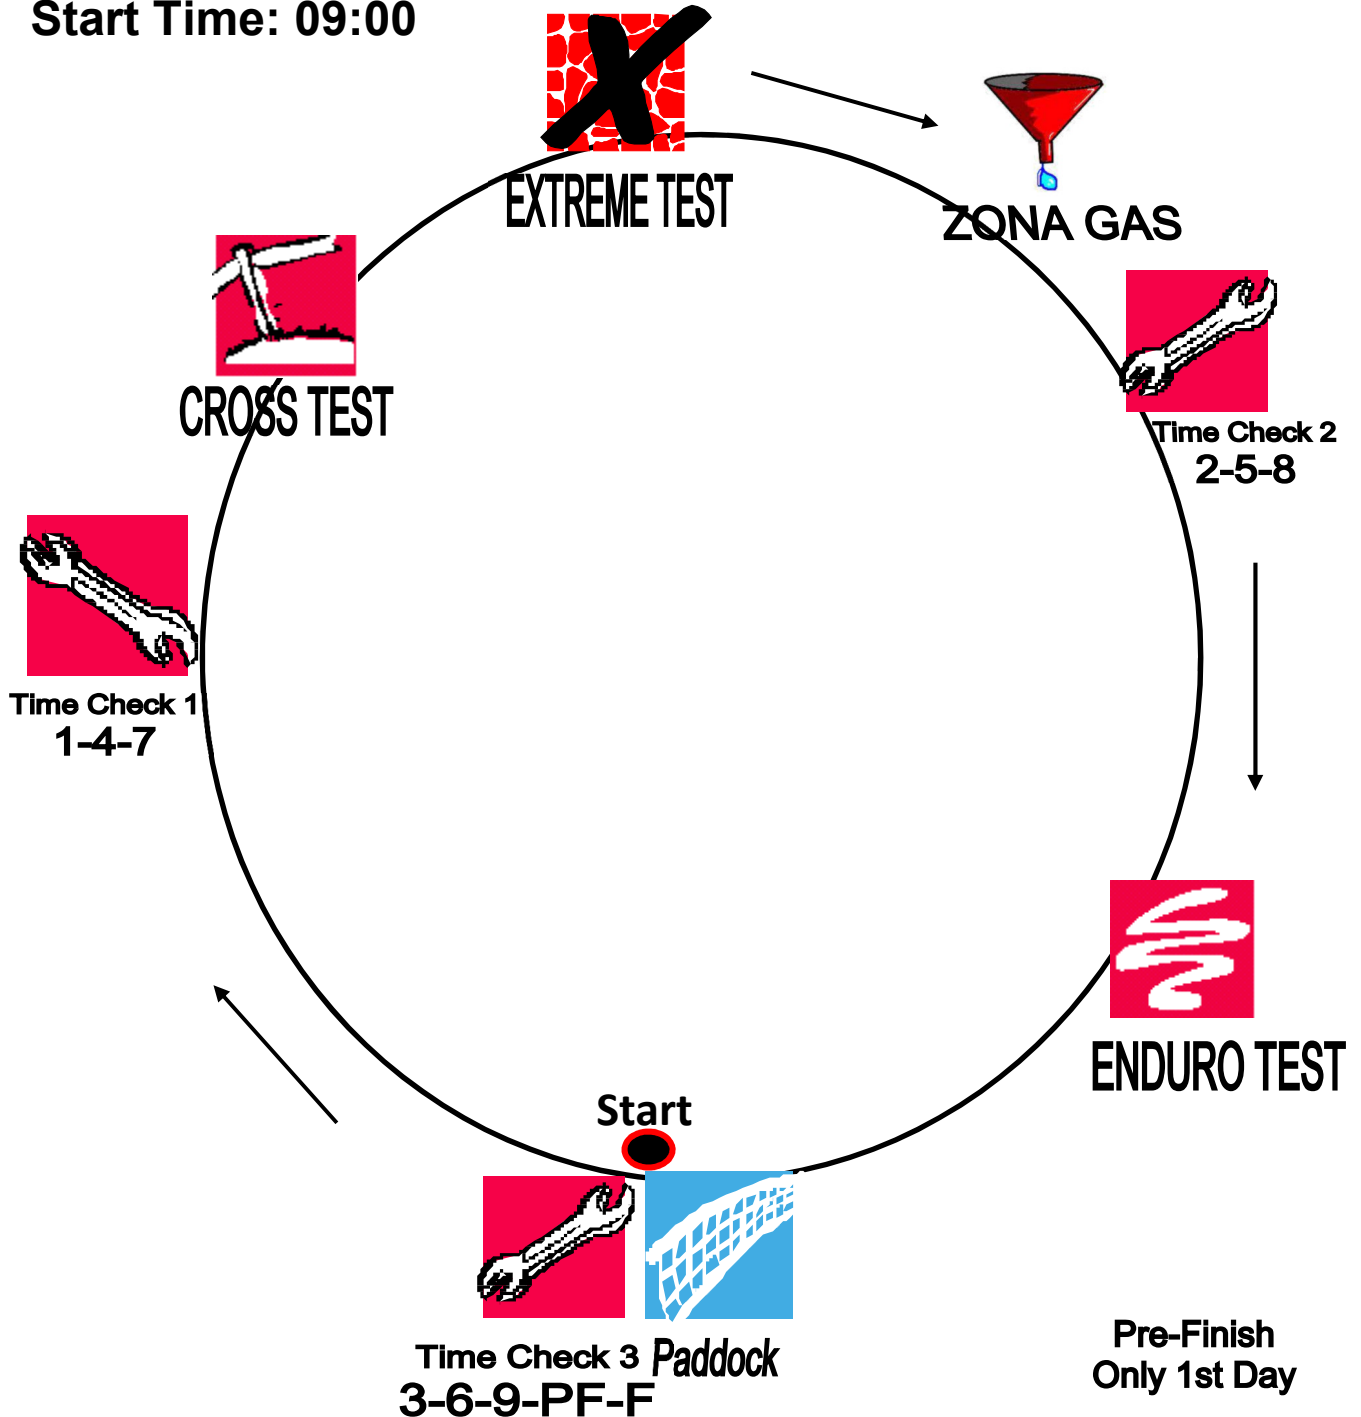 Start Time: 09:00
EXTREME TEST
ZONA GAS
CROSS TEST
Time Check 2
2-5-8
Time Check 1
1-4-7
ENDURO TEST
Start
Time Check 3
3-6-9-PF-F
Paddock
Pre-Finish
Only 1st Day